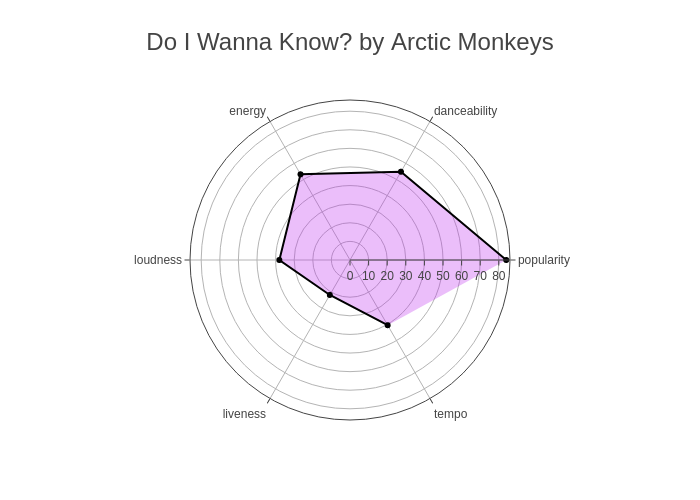 Do I Wanna Know? by Arctic Monkeys
energy
danceability
loudness
popularity
0 10 20 30 40 50 60 70 80
liveness
tempo